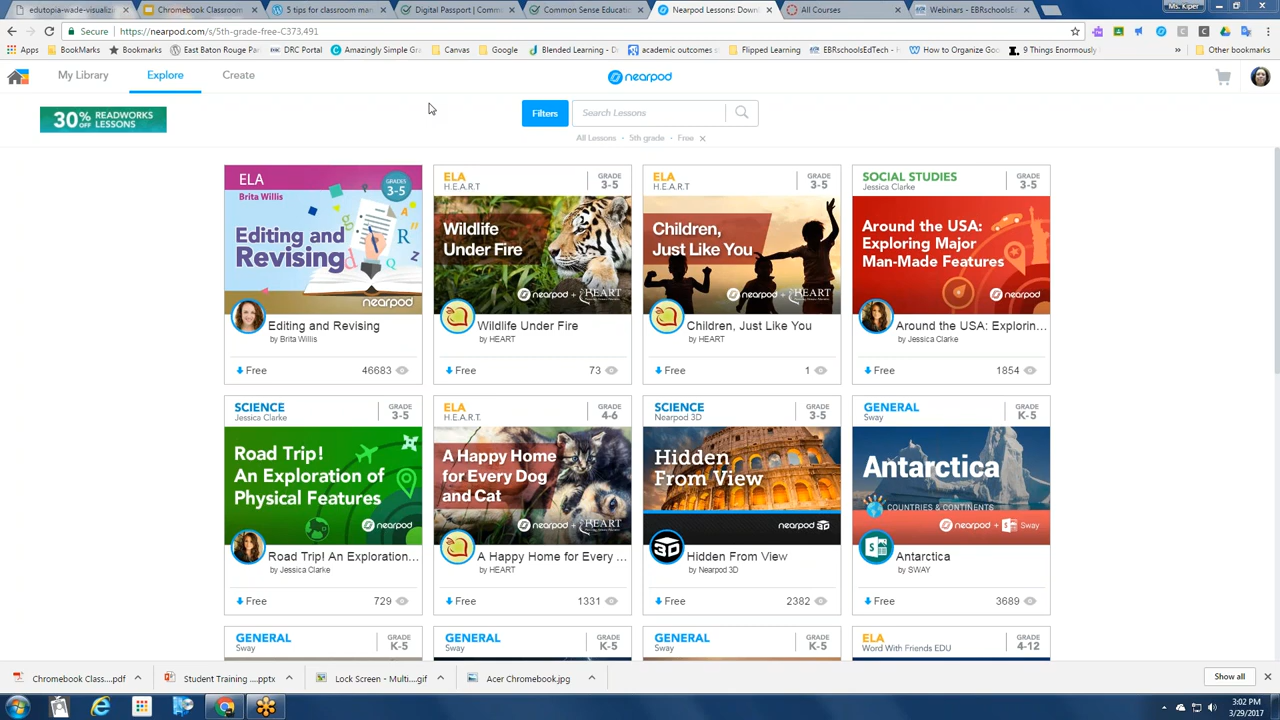 Ms. Kiper
edutopia-wade-visualiz
Chromebook Classroom
5 tips for classroom man
Digital Passport | Comm
Common Sense Educati
Nearpod Lessons: Down
All Courses
Webinars - EBRschoolsEd
Secure
https://nearpod.com/s/5th-grade-free-C373,491
Apps
BookMarks
Bookmarks
East Baton Rouge Par
DRC Portal
Amazingly Simple Gra
Canvas
Google
Blended Learning - D
academic outcomes s
Flipped Learning
EBRschoolsEdTech - H
How to Organize Goo
9 Things Enormously
»
Other bookmarks
My Library
Explore
Create
nearpod
30% OFF READWORKS LESSONS
Filters
Search Lessons
All Lessons • 5th grade • Free
ELA
Brita Willis
GRADES 3-5
Editing and
Revising
nearpod
Editing and Revising
by Brita Willis
Free
46683
ELA
H.E.A.R.T
GRADE 3-5
Wildlife
Under Fire
nearpod + HEART
Wildlife Under Fire
by HEART
Free
73
ELA
H.E.A.R.T
GRADE 3-5
Children,
Just Like You
nearpod + HEART
Children, Just Like You
by HEART
Free
1
SOCIAL STUDIES
Jessica Clarke
GRADE 3-5
Around the USA:
Exploring Major
Man-Made Features
nearpod
Around the USA: Explorin...
by Jessica Clarke
Free
1854
SCIENCE
Jessica Clarke
GRADE 3-5
Road Trip!
An Exploration of
Physical Features
nearpod
Road Trip! An Exploration...
by Jessica Clarke
Free
729
ELA
H.E.A.R.T.
GRADE 4-6
A Happy Home
for Every Dog
and Cat
nearpod + HEART
A Happy Home for Every ...
by HEART
Free
1331
SCIENCE
Nearpod 3D
GRADE 3-5
Hidden
From View
nearpod 3D
3D
Hidden From View
by Nearpod 3D
Free
2382
GENERAL
Sway
GRADE K-5
Antarctica
COUNTRIES & CONTINENTS
nearpod + Sway
Antarctica
by SWAY
Free
3689
GENERAL
Sway
GRADE K-5
GENERAL
Sway
GRADE K-5
GENERAL
Sway
GRADE K-5
ELA
Word With Friends EDU
GRADE 4-12
Chromebook Class....pdf
Student Training ....pptx
Lock Screen - Multi....gif
Acer Chromebook.jpg
Show all
3:02 PM
3/29/2017